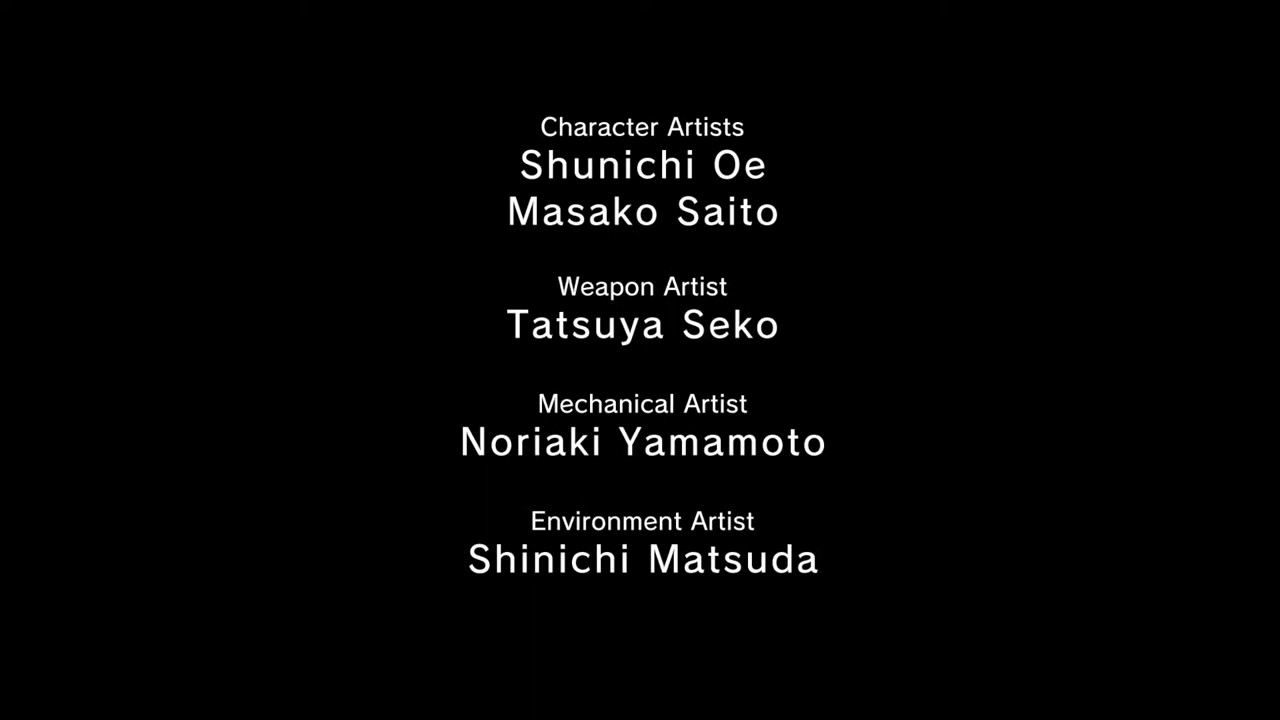 Character Artists
Shunichi Oe
Masako Saito
Weapon Artist
Tatsuya Seko
Mechanical Artist
Noriaki Yamamoto
Environment Artist
Shinichi Matsuda